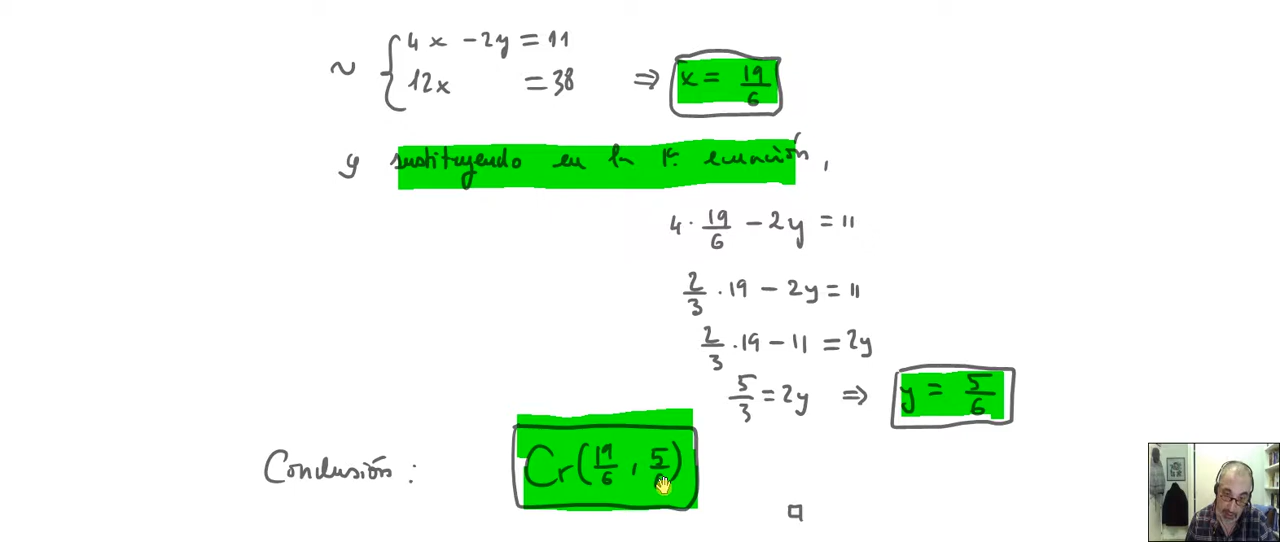 ~ { 4x - 2y = 11
12x = 38 ⇒ x = 19/6
y sustituyendo en la 1ª ecuación,
4 · 19/6 - 2y = 11
2/3 · 19 - 2y = 11
2/3 · 19 - 11 = 2y
5/3 = 2y ⇒ y = 5/6
Conclusión: Cr(19/6, 5/6)